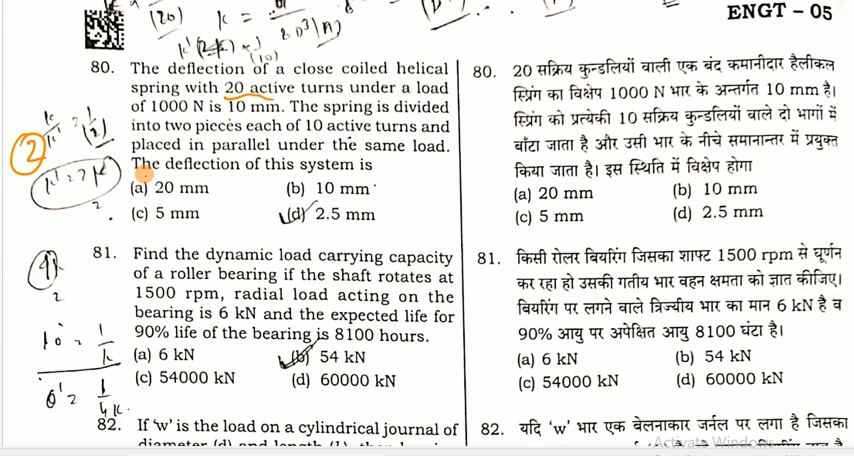 ENGT – 05
80. The deflection of a close coiled helical
spring with 20 active turns under a load
of 1000 N is 10 mm. The spring is divided
into two pieces each of 10 active turns and
placed in parallel under the same load.
The deflection of this system is
(a) 20 mm (b) 10 mm
(c) 5 mm (d) 2.5 mm
81. Find the dynamic load carrying capacity
of a roller bearing if the shaft rotates at
1500 rpm, radial load acting on the
bearing is 6 kN and the expected life for
90% life of the bearing is 8100 hours.
(a) 6 kN (b) 54 kN
(c) 54000 kN (d) 60000 kN
82. If 'w' is the load on a cylindrical journal of
diameter (d) and length (l)
80. 20 सक्रिय कुन्डलियों वाली एक बंद कमानीदार हैलीकल
स्प्रिंग का विक्षेप 1000 N भार के अन्तर्गत 10 mm है।
स्प्रिंग को प्रत्येकी 10 सक्रिय कुन्डलियों वाले दो भागों में
बाँटा जाता है और उसी भार के नीचे समानान्तर में प्रयुक्त
किया जाता है। इस स्थिति में विक्षेप होगा
(a) 20 mm (b) 10 mm
(c) 5 mm (d) 2.5 mm
81. किसी रोलर बियरिंग जिसका शाफ्ट 1500 rpm से घूर्णन
कर रहा हो उसकी गतीय भार वहन क्षमता को ज्ञात कीजिए।
बियरिंग पर लगने वाले त्रिज्यीय भार का मान 6 kN है व
90% आयु पर अपेक्षित आयु 8100 घंटा है।
(a) 6 kN (b) 54 kN
(c) 54000 kN (d) 60000 kN
82. यदि 'w' भार एक बेलनाकार जर्नल पर लगा है जिसका
Activate Windows
(20)
(10)
2